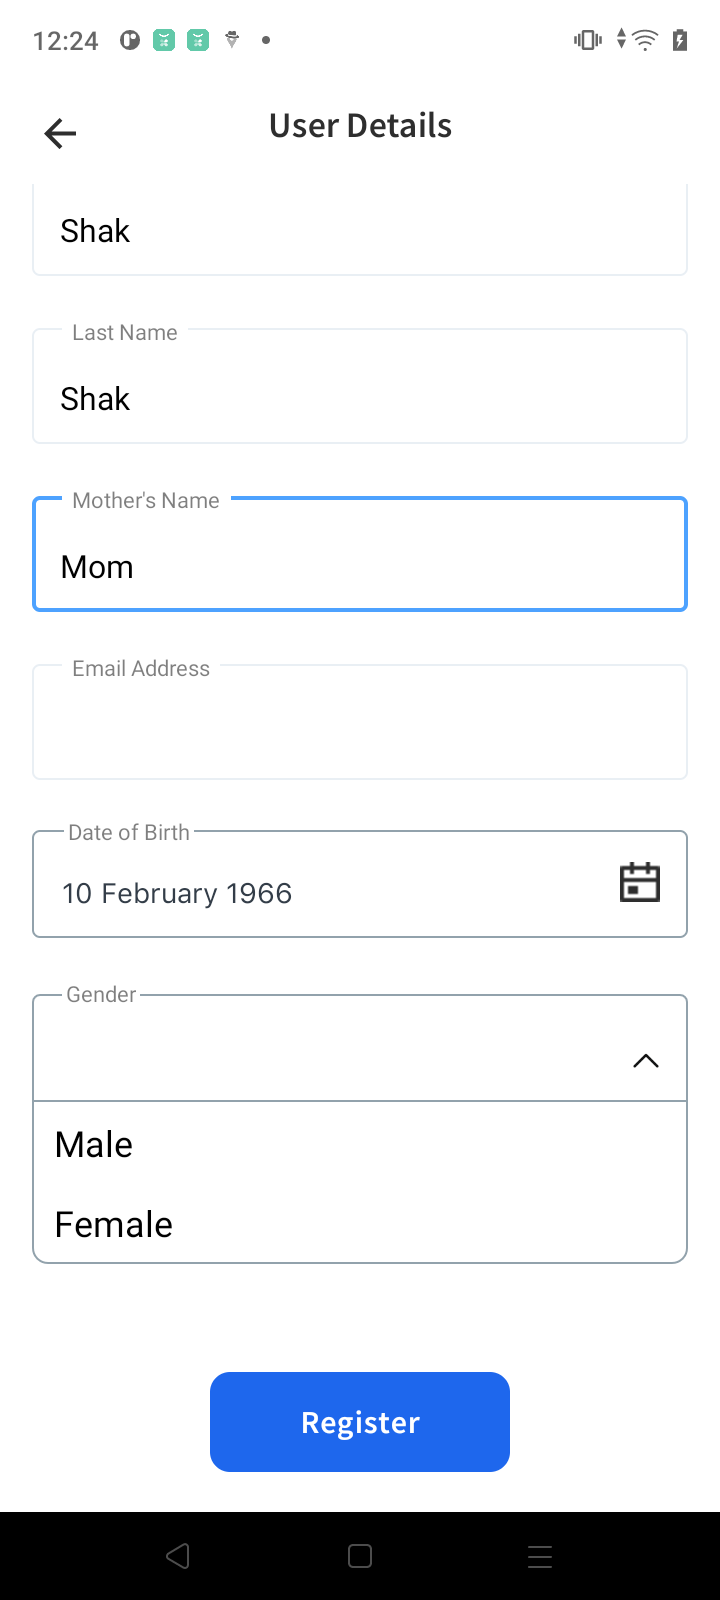 12:24
User Details
Shak
Last Name
Shak
Mother's Name
Mom
Email Address
Date of Birth
10 February 1966
Gender
Male
Female
Register